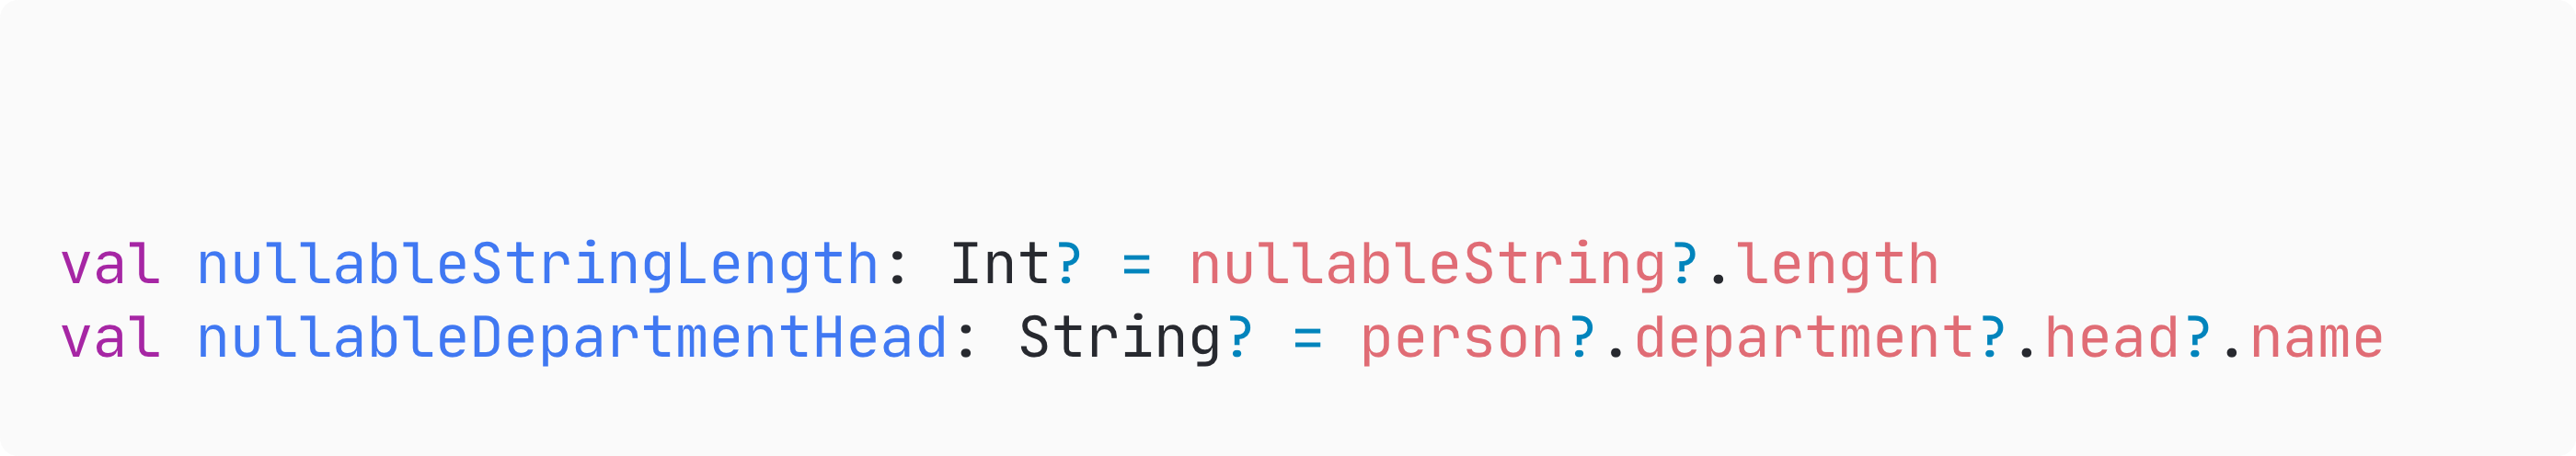 val nullableStringLength: Int? = nullableString?.length
val nullableDepartmentHead: String? = person?.department?.head?.name